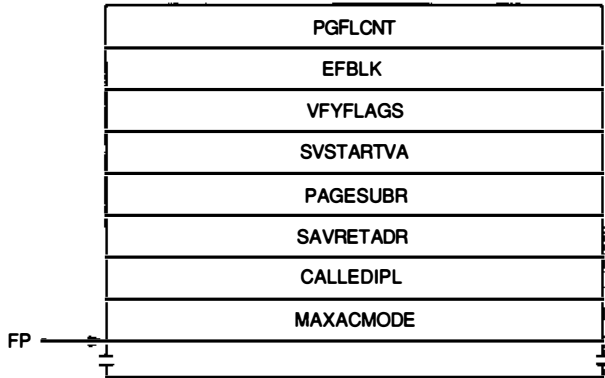 PGFLCNT
EFBLK
VFYFLAGS
SVSTARTVA
PAGESUBR
SAVRETADR
CALLEDIPL
MAXACMODE
FP